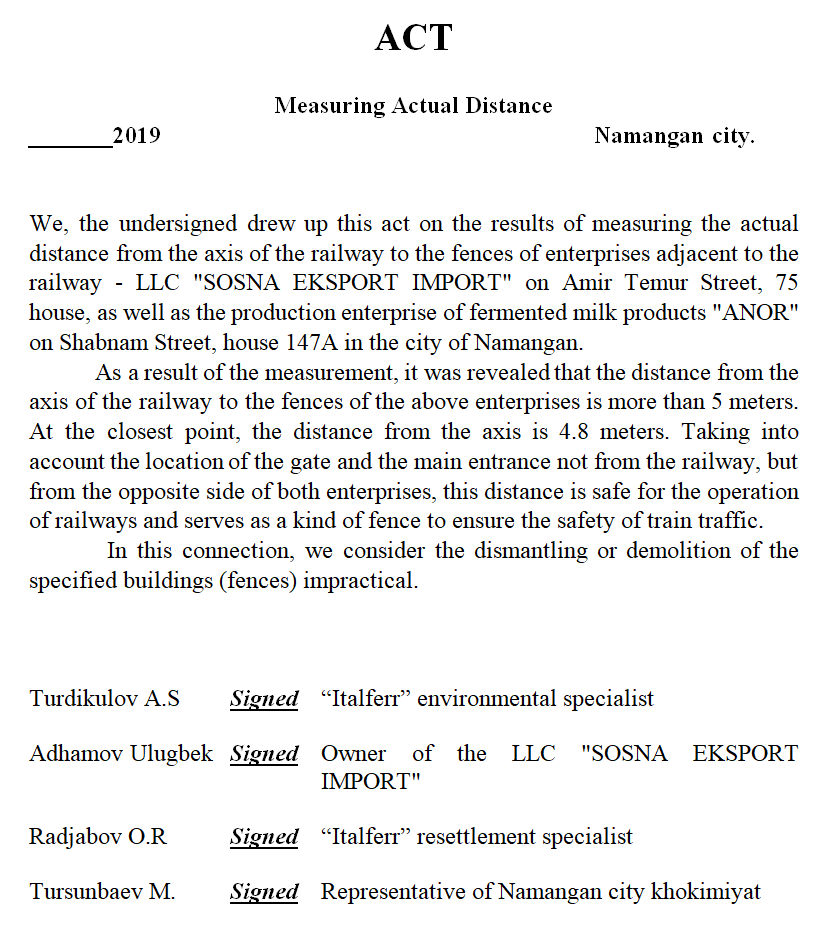 ACT
Measuring Actual Distance
_______2019 Namangan city.
We, the undersigned drew up this act on the results of measuring the actual
distance from the axis of the railway to the fences of enterprises adjacent to the
railway - LLC "SOSNA EKSPORT IMPORT" on Amir Temur Street, 75
house, as well as the production enterprise of fermented milk products "ANOR"
on Shabnam Street, house 147A in the city of Namangan.
As a result of the measurement, it was revealed that the distance from the
axis of the railway to the fences of the above enterprises is more than 5 meters.
At the closest point, the distance from the axis is 4.8 meters. Taking into
account the location of the gate and the main entrance not from the railway, but
from the opposite side of both enterprises, this distance is safe for the operation
of railways and serves as a kind of fence to ensure the safety of train traffic.
In this connection, we consider the dismantling or demolition of the
specified buildings (fences) impractical.
Turdikulov A.S Signed “Italferr” environmental specialist
Adhamov Ulugbek Signed Owner of the LLC "SOSNA EKSPORT
IMPORT"
Radjabov O.R Signed “Italferr” resettlement specialist
Tursunbaev M. Signed Representative of Namangan city khokimiyat